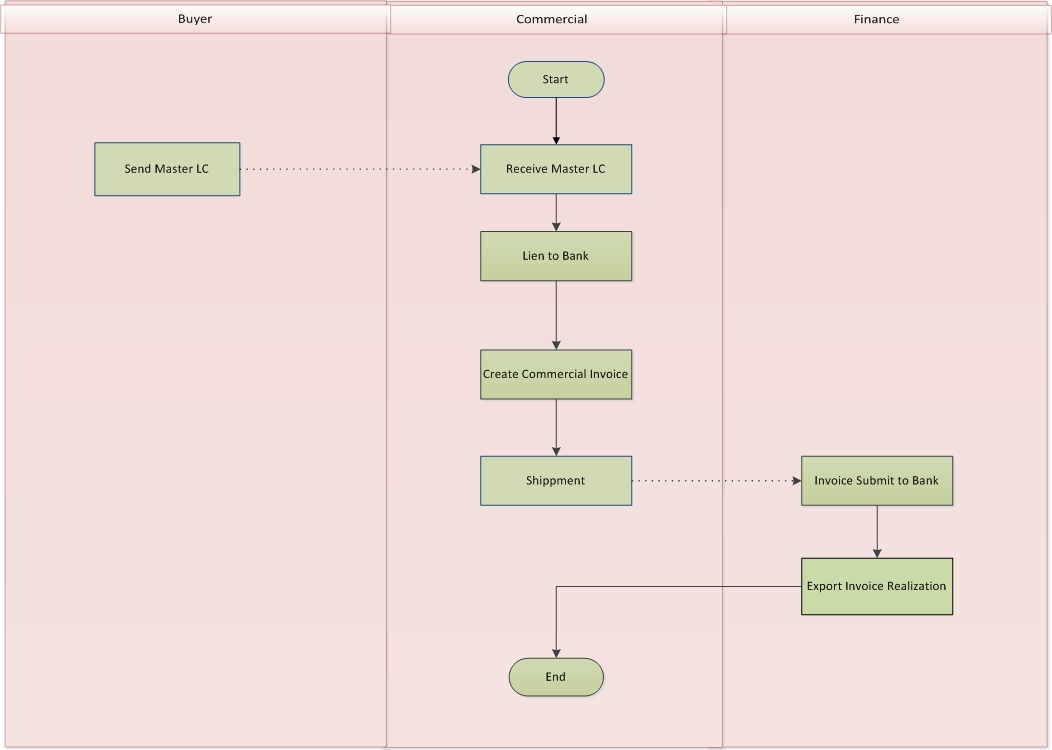 Buyer
Commercial
Finance
Start
Send Master LC
Receive Master LC
Lien to Bank
Create Commercial Invoice
Shippment
Invoice Submit to Bank
Export Invoice Realization
End